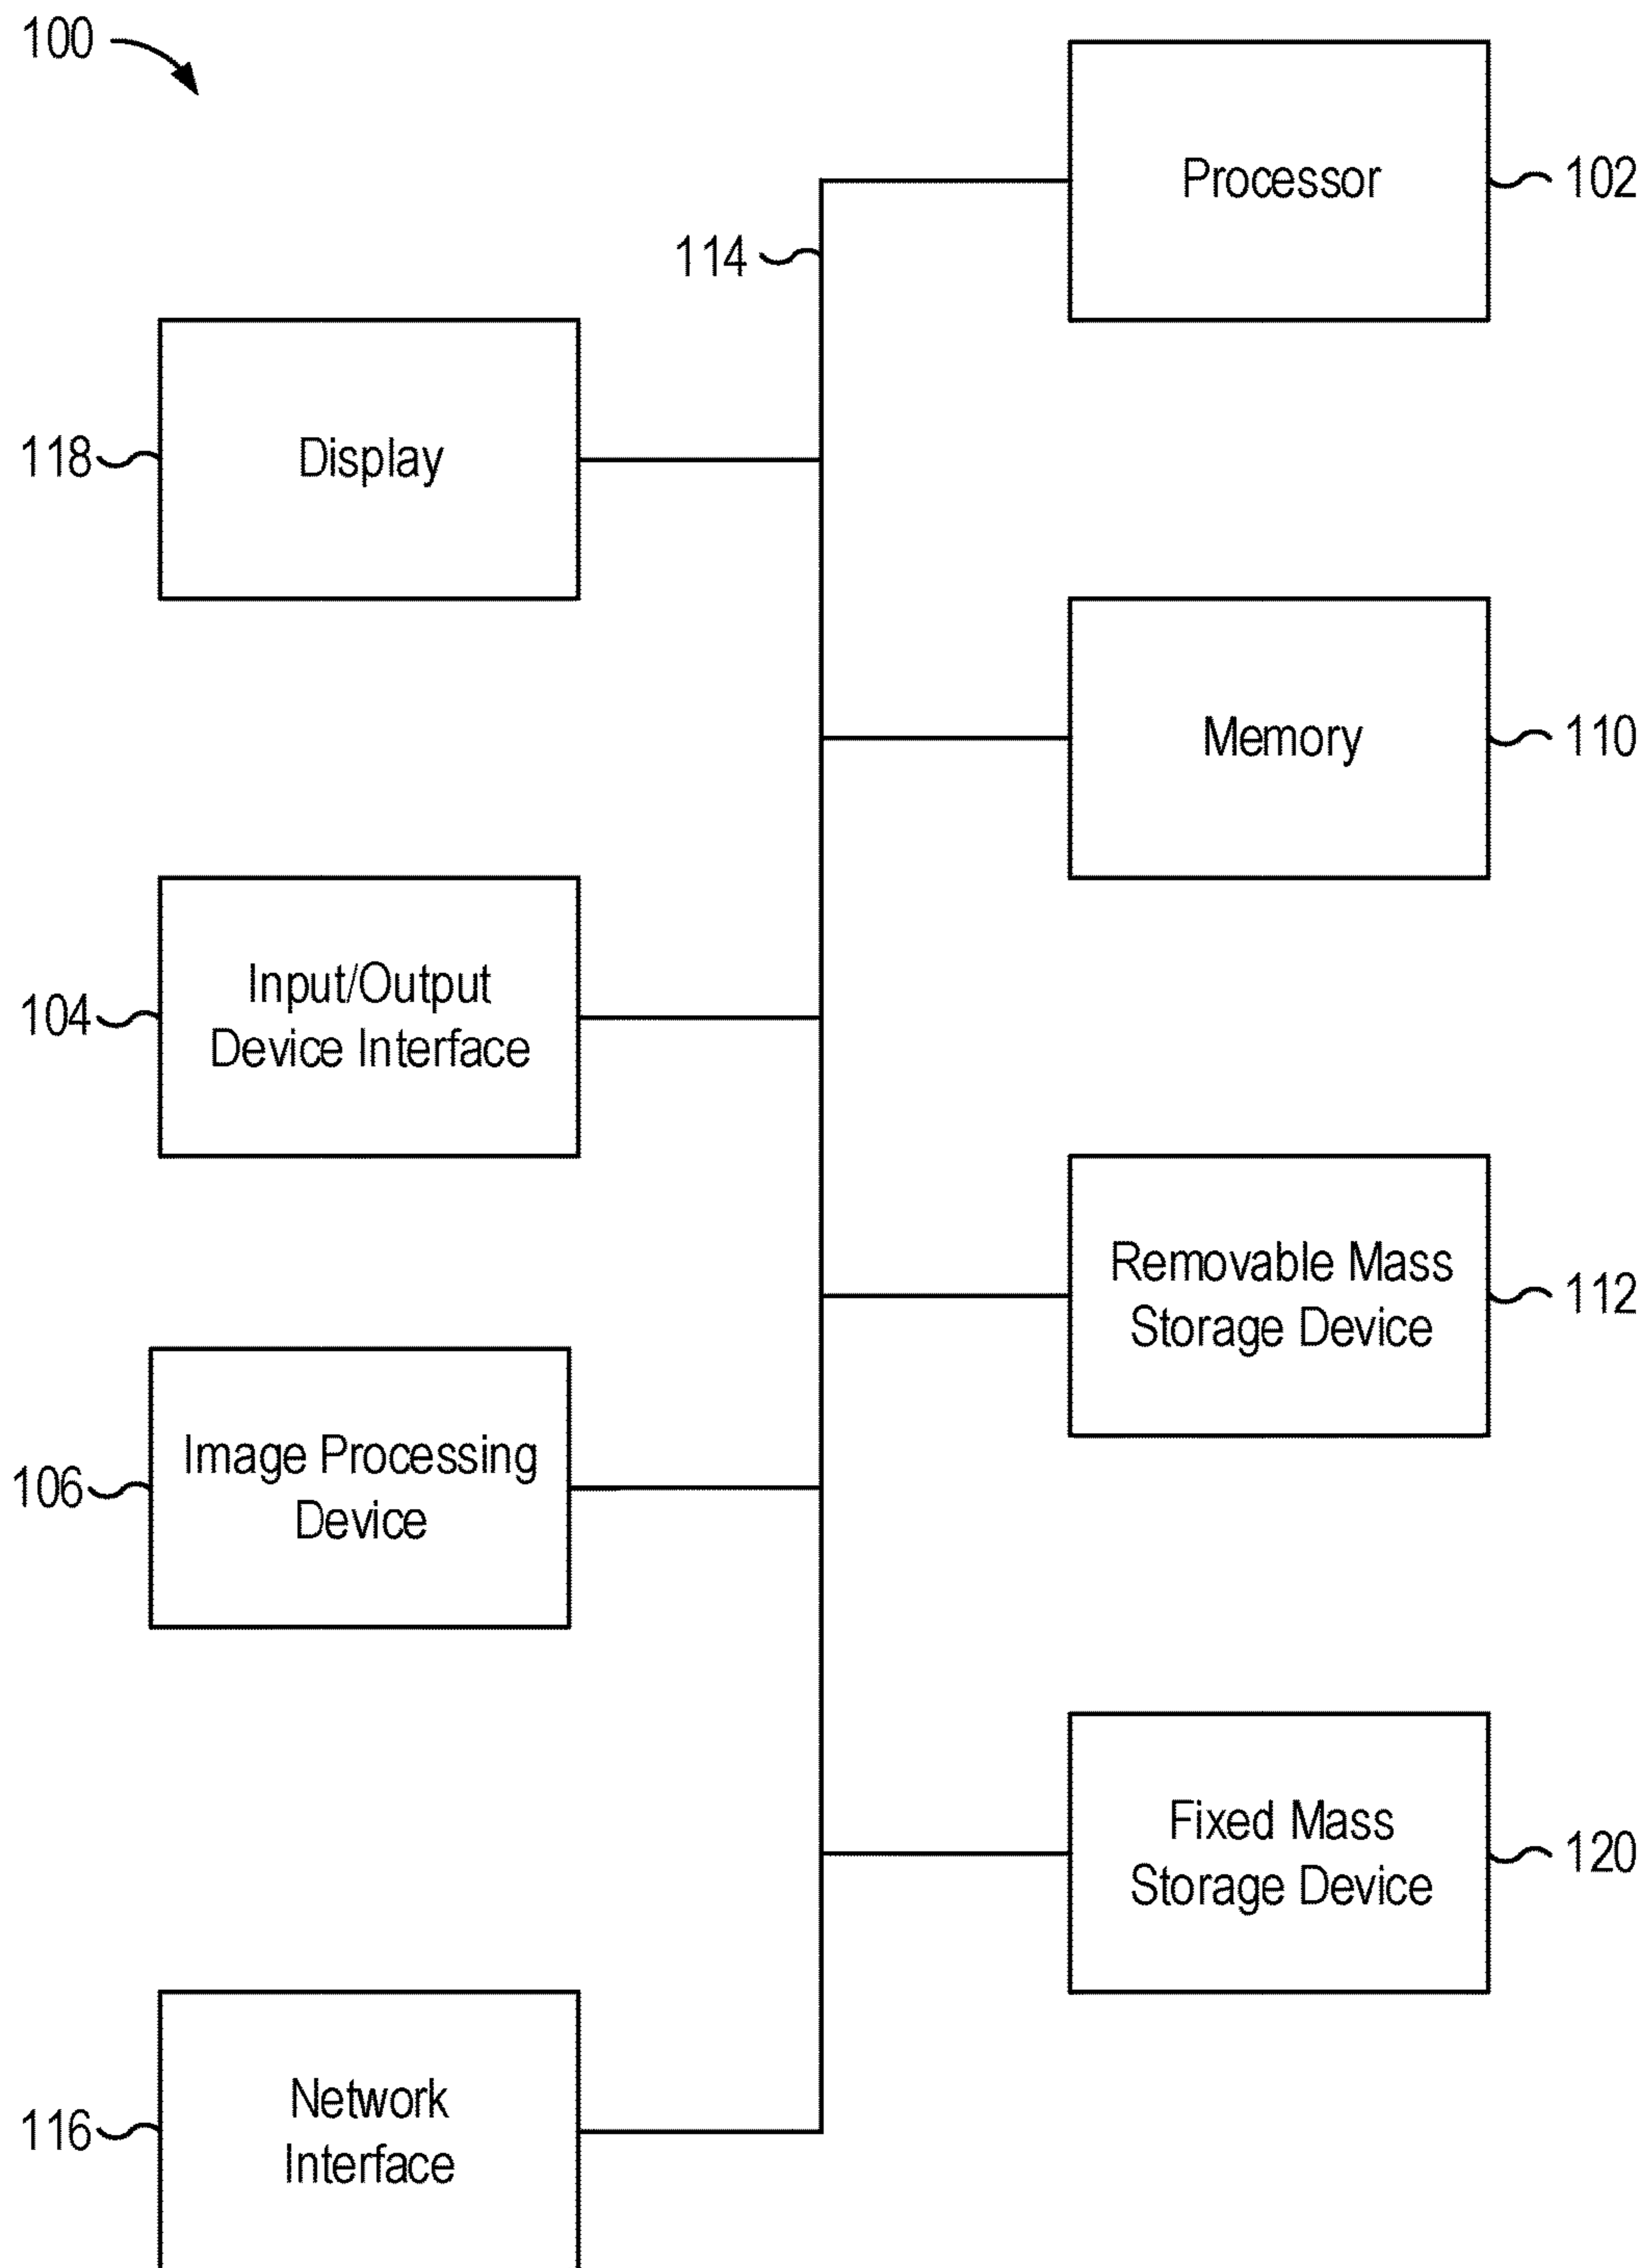 100
Processor
102
114
118
Display
Memory
110
104
Input/Output
Device Interface
Removable Mass
Storage Device
112
106
Image Processing
Device
Fixed Mass
Storage Device
120
116
Network
Interface